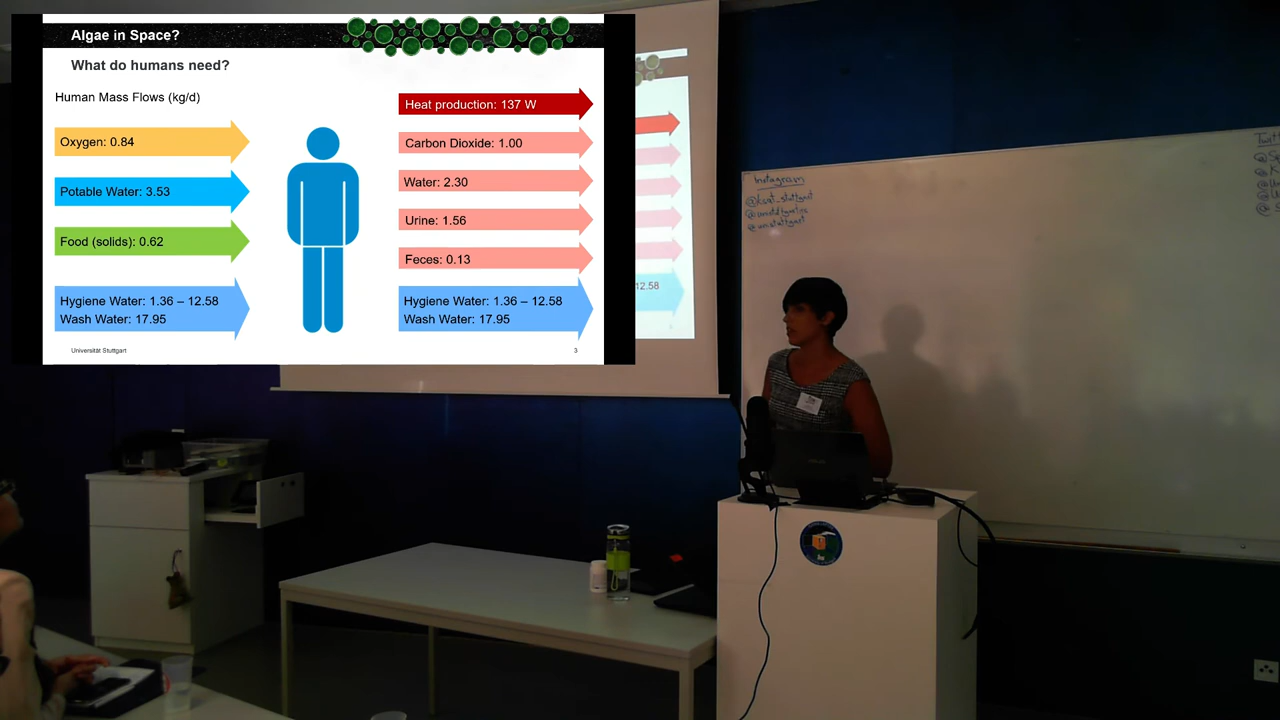 Algae in Space?
What do humans need?
Human Mass Flows (kg/d)
Oxygen: 0.84
Potable Water: 3.53
Food (solids): 0.62
Hygiene Water: 1.36 – 12.58
Wash Water: 17.95
Heat production: 137 W
Carbon Dioxide: 1.00
Water: 2.30
Urine: 1.56
Feces: 0.13
Hygiene Water: 1.36 – 12.58
Wash Water: 17.95
Universität Stuttgart
3
12.58
Instagram
@ksat_stuttgart